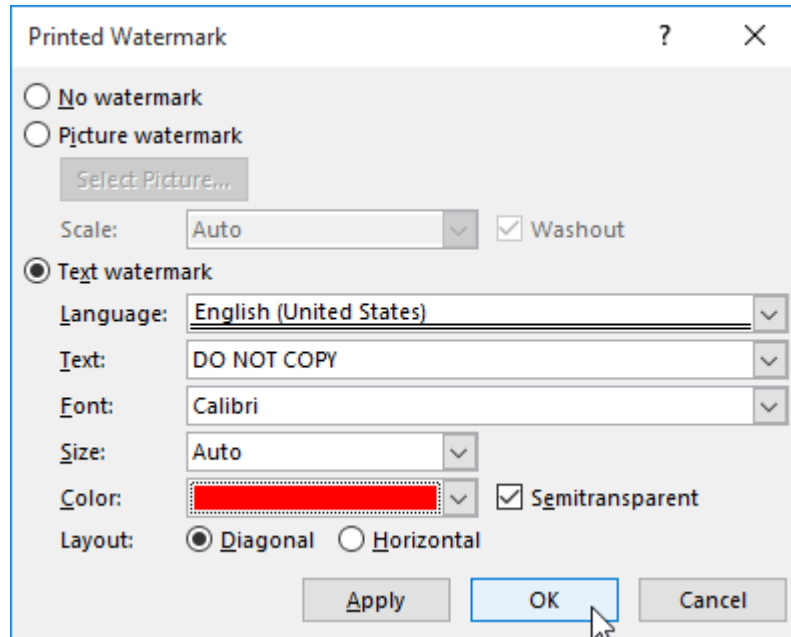 Printed Watermark ?
No watermark
Picture watermark
Select Picture...
Scale: Auto Washout
Text watermark
Language: English (United States)
Text: DO NOT COPY
Font: Calibri
Size: Auto
Color: Semitransparent
Layout: Diagonal Horizontal
Apply OK Cancel